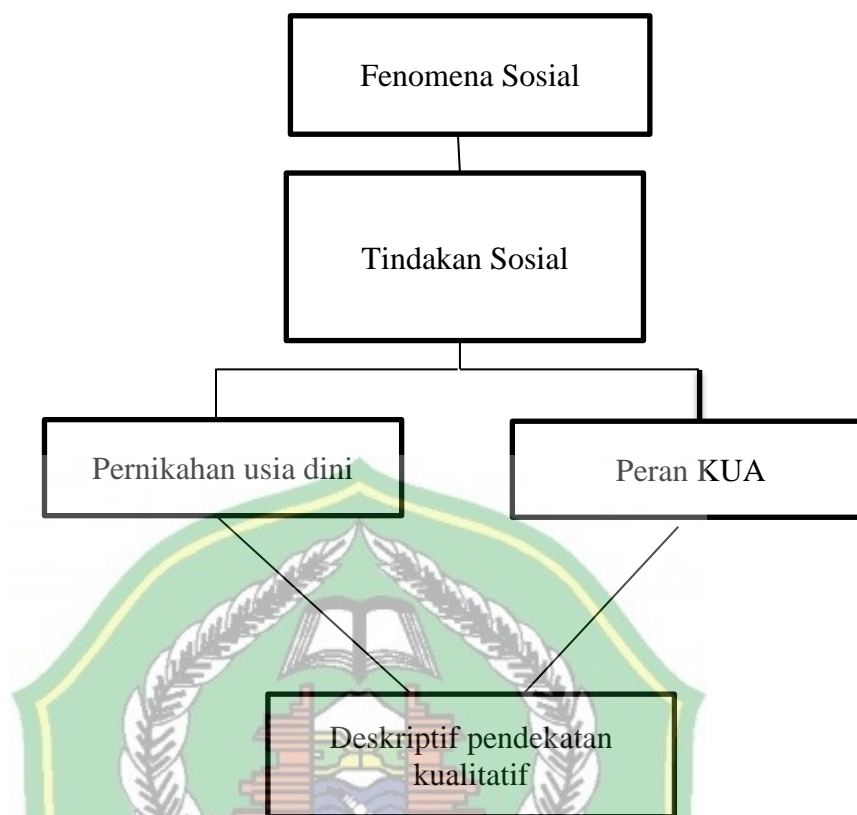 Fenomena Sosial
Tindakan Sosial
Pernikahan usia dini
Peran KUA
Deskriptif pendekatan
kualitatif